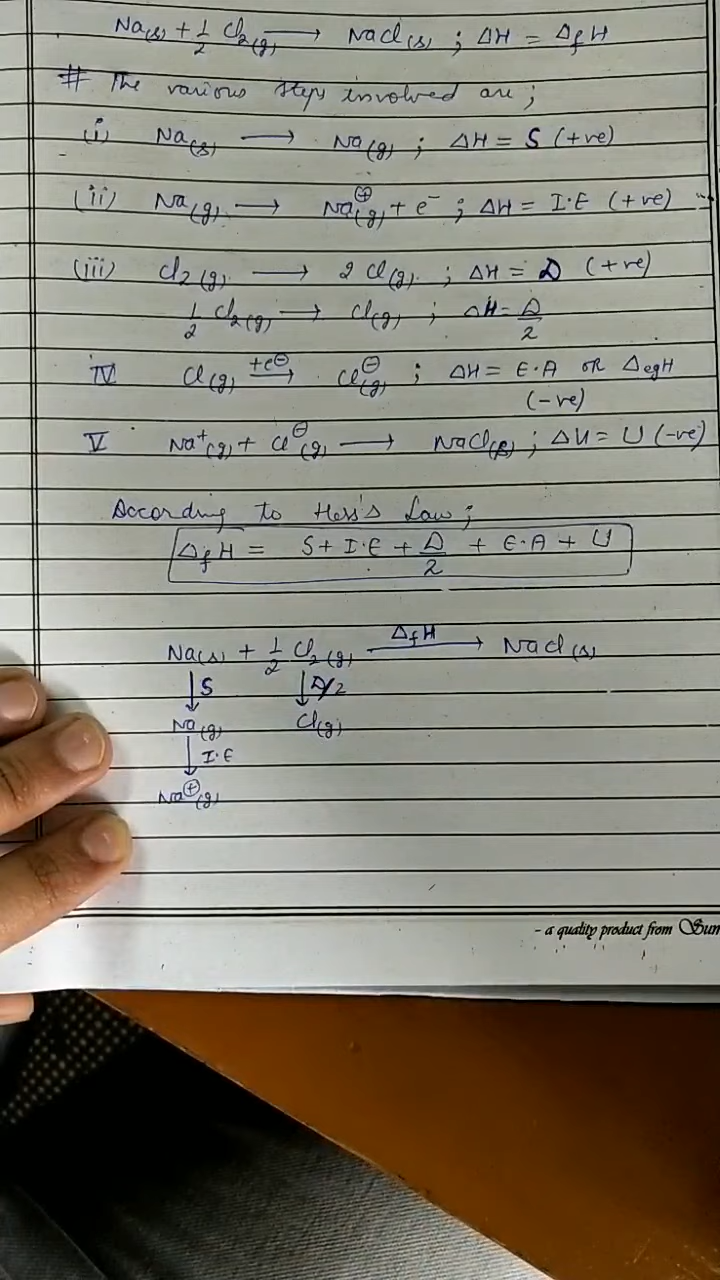 Na(s) + 1/2 Cl2(g) ⟶ NaCl(s) ; ΔH = ΔfH
# The various steps involved are ;
(i) Na(s) ⟶ Na(g) ; ΔH = S (+ve)
(ii) Na(g) ⟶ Na⊕(g) + e⁻ ; ΔH = I·E (+ve)
(iii) Cl2(g) ⟶ 2Cl(g) ; ΔH = D (+ve)
1/2 Cl2(g) ⟶ Cl(g) ; ΔH = D/2
IV Cl(g) +e⊖⟶ Cl⊖(g) ; ΔH = E·A OR ΔegH
(-ve)
V Na⁺(g) + Cl⊖(g) ⟶ NaCl(s) ; ΔH = U (-ve)
According to Hess's Law ;
ΔfH = S + I·E + D/2 + E·A + U
Na(s) + 1/2 Cl2(g) ΔfH⟶ NaCl(s)
↓S ↓D/2
Na(g) Cl(g)
↓I·E
Na⊕(g)
- a quality product from Sun